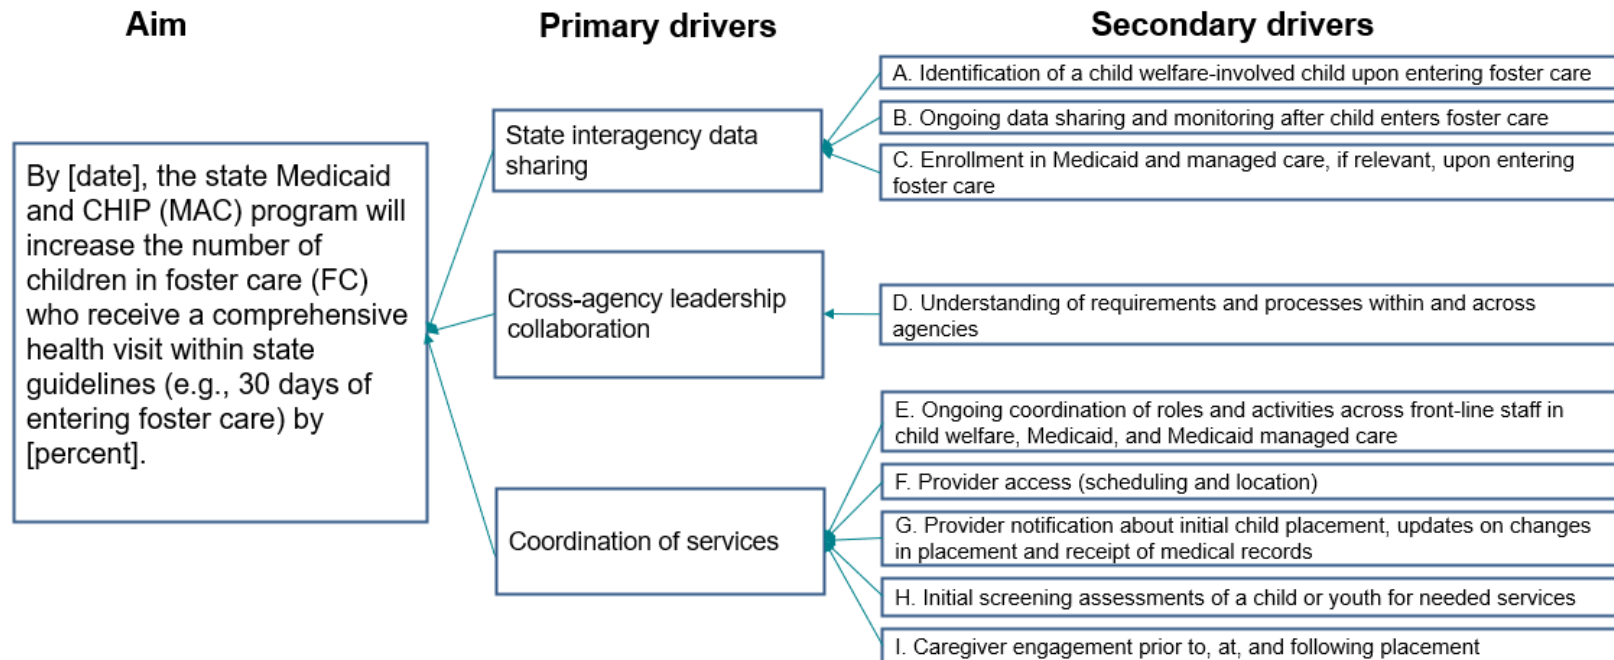 Aim
Primary drivers
Secondary drivers
By [date], the state Medicaid
and CHIP (MAC) program will
increase the number of
children in foster care (FC)
who receive a comprehensive
health visit within state
guidelines (e.g., 30 days of
entering foster care) by
[percent].
State interagency data
sharing
Cross-agency leadership
collaboration
Coordination of services
A. Identification of a child welfare-involved child upon entering foster care
B. Ongoing data sharing and monitoring after child enters foster care
C. Enrollment in Medicaid and managed care, if relevant, upon entering
foster care
D. Understanding of requirements and processes within and across
agencies
E. Ongoing coordination of roles and activities across front-line staff in
child welfare, Medicaid, and Medicaid managed care
F. Provider access (scheduling and location)
G. Provider notification about initial child placement, updates on changes
in placement and receipt of medical records
H. Initial screening assessments of a child or youth for needed services
I. Caregiver engagement prior to, at, and following placement